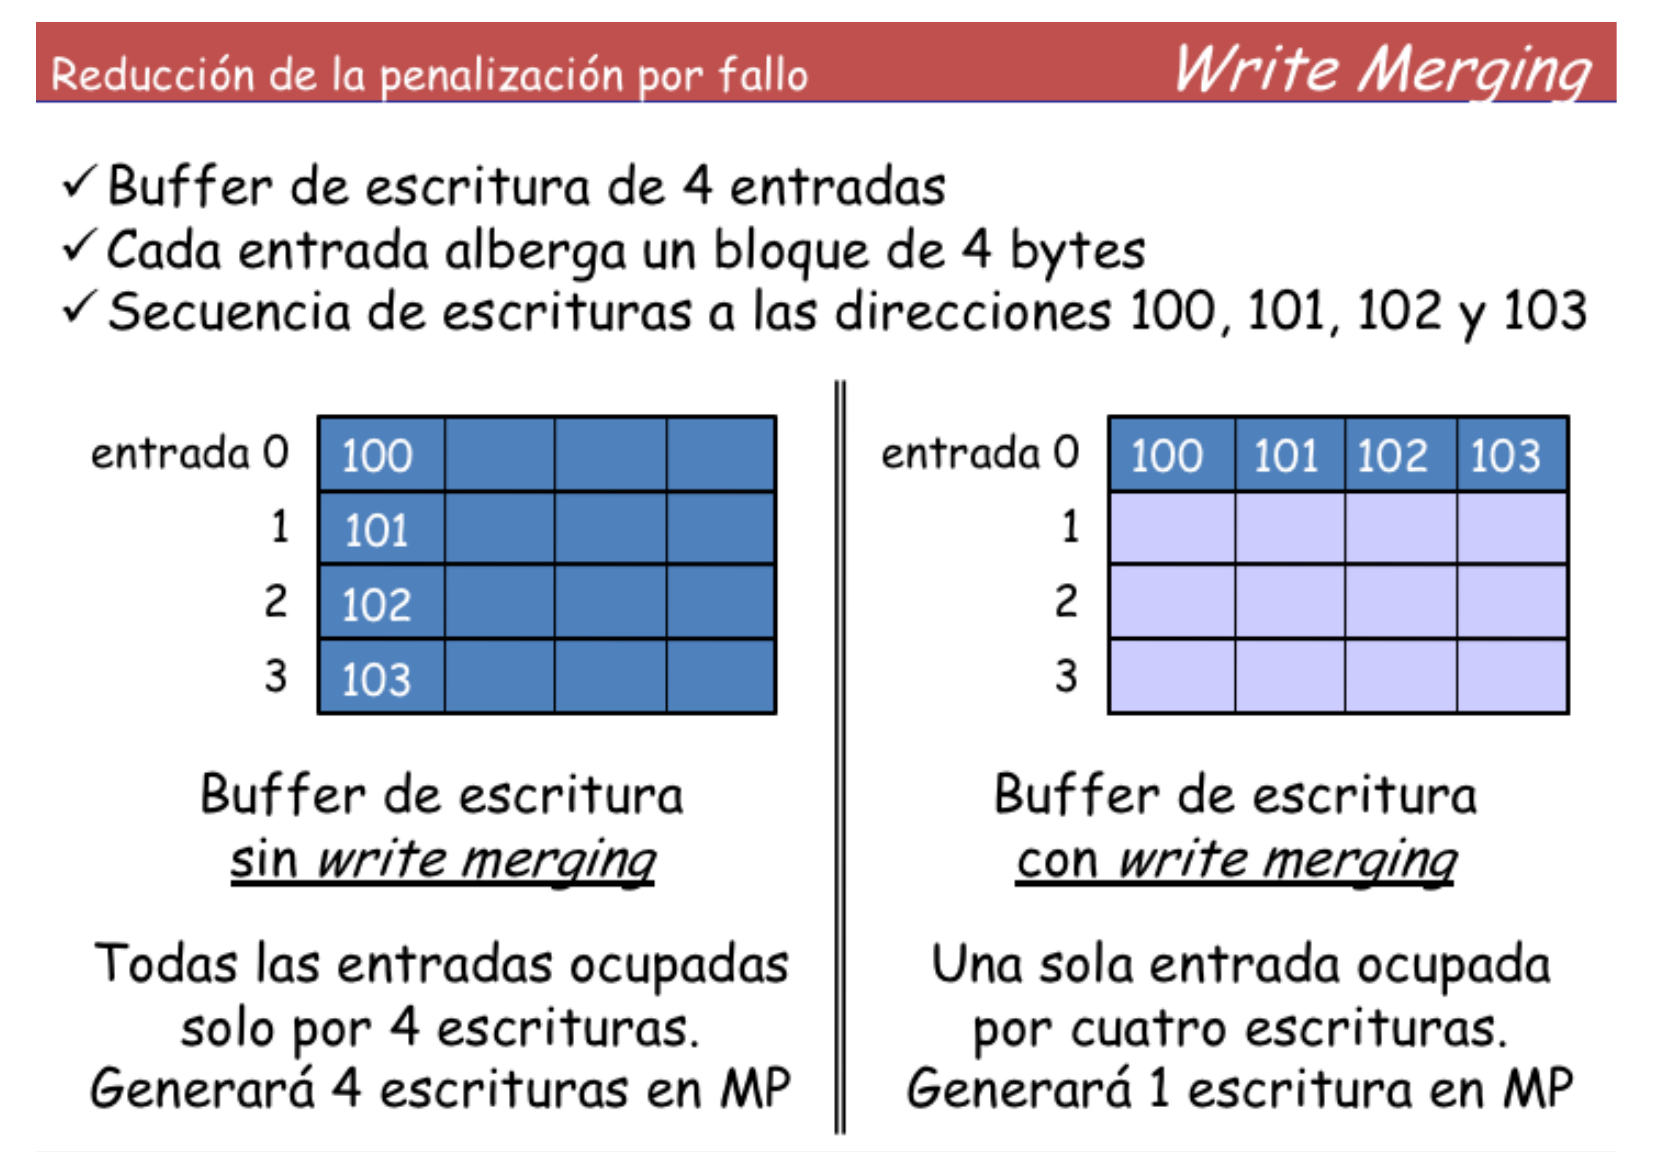 Reducción de la penalización por fallo
Write Merging
✓ Buffer de escritura de 4 entradas
✓ Cada entrada alberga un bloque de 4 bytes
✓ Secuencia de escrituras a las direcciones 100, 101, 102 y 103
entrada 0 100
1 101
2 102
3 103
Buffer de escritura
sin write merging
Todas las entradas ocupadas
solo por 4 escrituras.
Generará 4 escrituras en MP
entrada 0 100 101 102 103
1
2
3
Buffer de escritura
con write merging
Una sola entrada ocupada
por cuatro escrituras.
Generará 1 escritura en MP